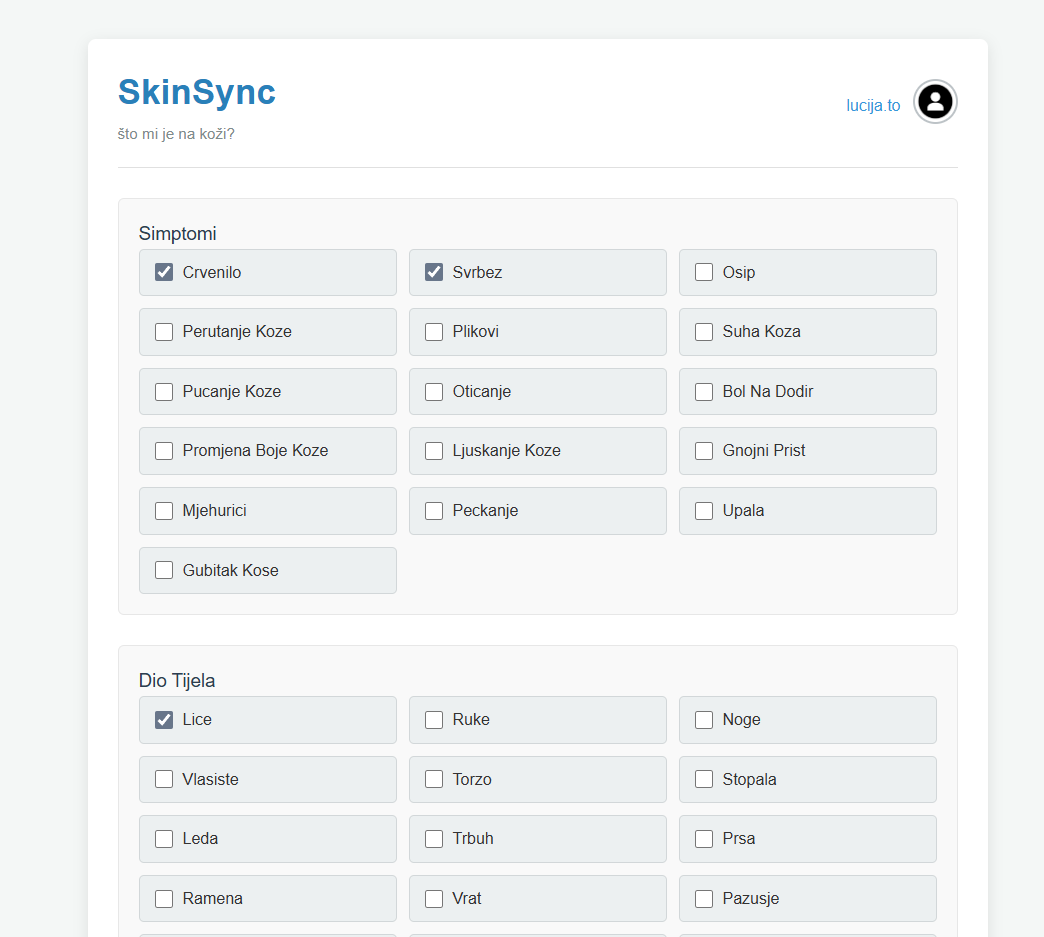 SkinSync
lucija.to
što mi je na koži?
Simptomi
Crvenilo
Svrbez
Osip
Perutanje Koze
Plikovi
Suha Koza
Pucanje Koze
Oticanje
Bol Na Dodir
Promjena Boje Koze
Ljuskanje Koze
Gnojni Prist
Mjehurici
Peckanje
Upala
Gubitak Kose
Dio Tijela
Lice
Ruke
Noge
Vlasiste
Torzo
Stopala
Leda
Trbuh
Prsa
Ramena
Vrat
Pazusje